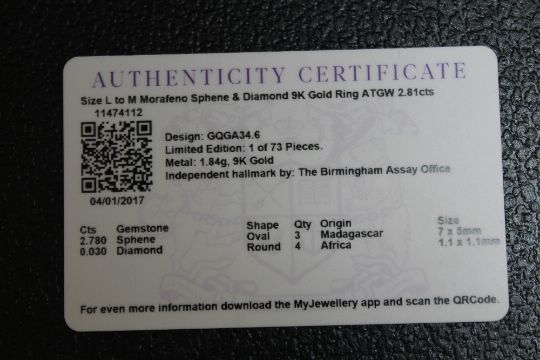 AUTHENTICITY CERTIFICATE
Size L to M Morafeno Sphene & Diamond 9K Gold Ring ATGW 2.81cts
11474112
Design: GQGA34.6
Limited Edition: 1 of 73 Pieces.
Metal: 1.84g, 9K Gold
Independent hallmark by: The Birmingham Assay Office
04/01/2017
Cts Gemstone Shape Qty Origin Size
2.780 Sphene Oval 3 Madagascar 7 x 5mm
0.030 Diamond Round 4 Africa 1.1 x 1.1mm
For even more information download the MyJewellery app and scan the QRCode.